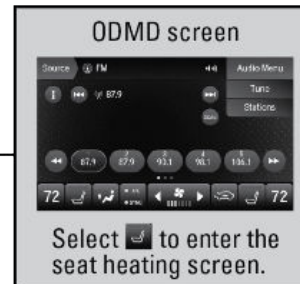 ODMD screen
Source FM Audio Menu
87.9 Tune
Stations
87.9 87.9 93.1 98.1 106.1
72 72
Select to enter the
seat heating screen.